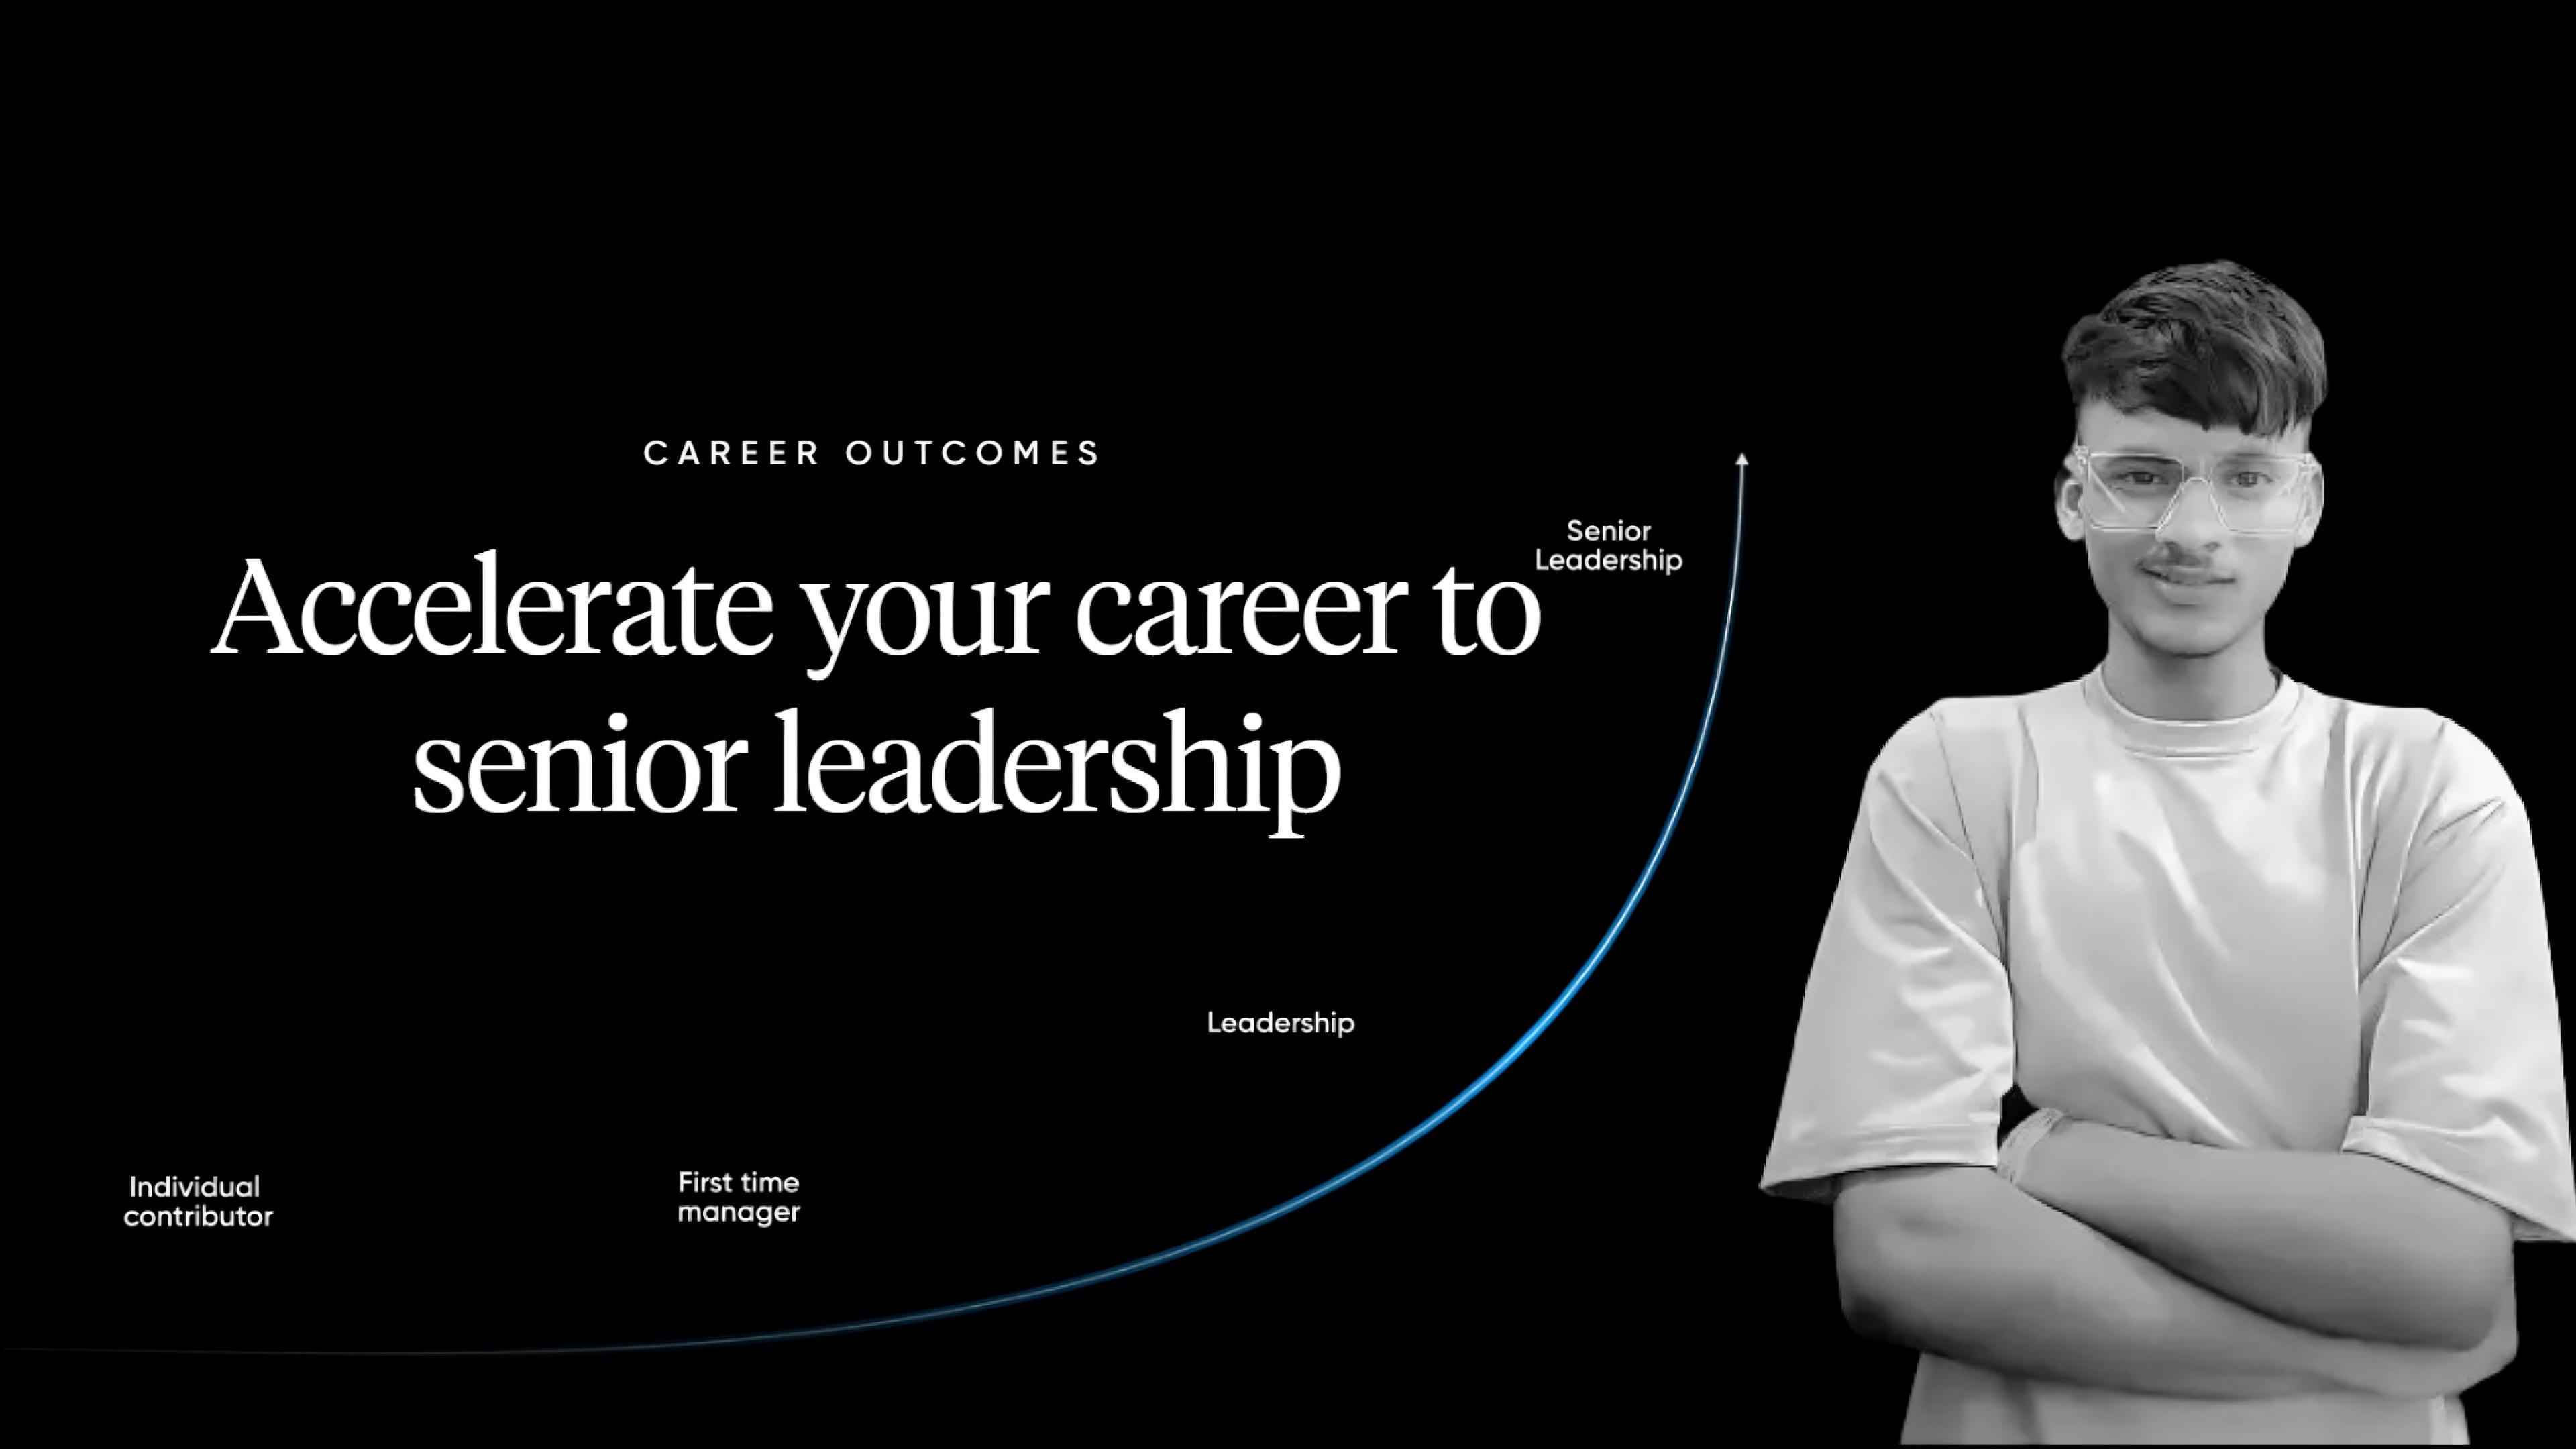 CAREER OUTCOMES
Accelerate your career to
senior leadership
Senior
Leadership
Leadership
First time
manager
Individual
contributor